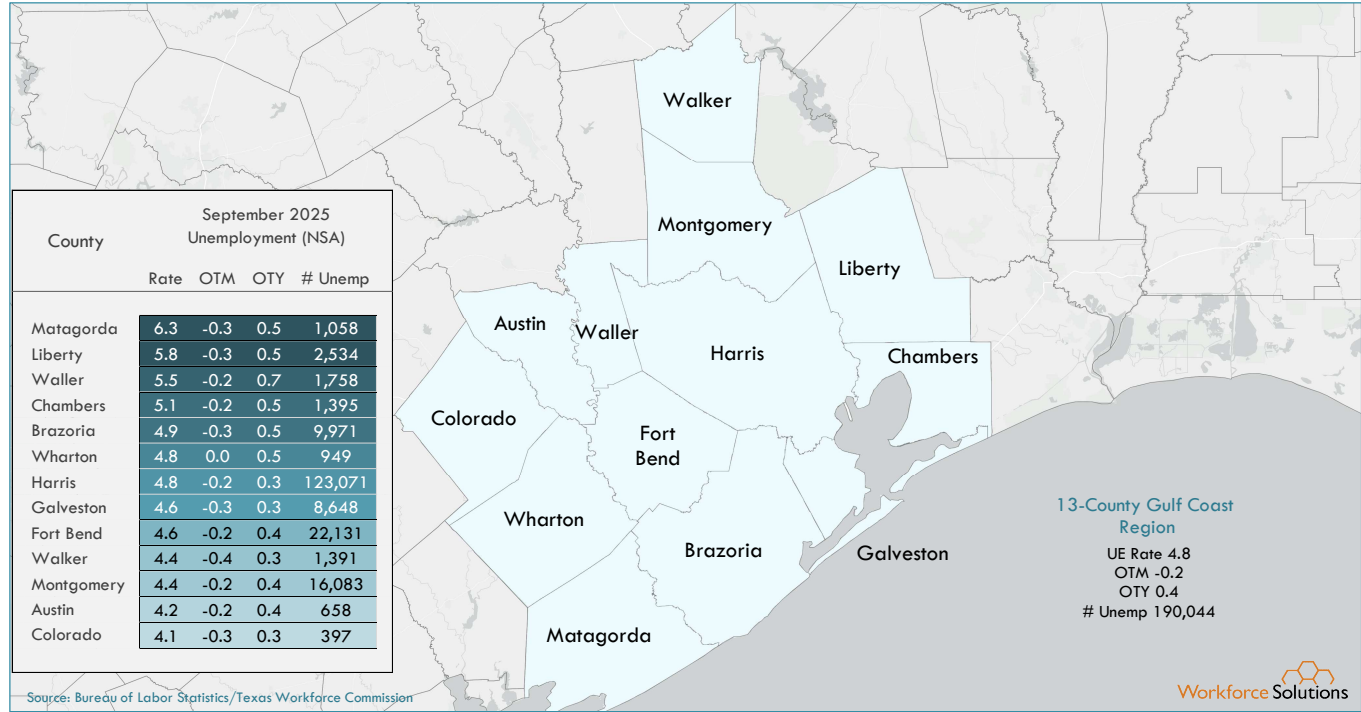 Walker
Montgomery
Liberty
Austin
Waller
Harris
Chambers
Colorado
Fort
Bend
Wharton
Brazoria
Galveston
Matagorda
September 2025
County
Unemployment (NSA)
Rate OTM OTY # Unemp
Matagorda 6.3 -0.3 0.5 1,058
Liberty 5.8 -0.3 0.5 2,534
Waller 5.5 -0.2 0.7 1,758
Chambers 5.1 -0.2 0.5 1,395
Brazoria 4.9 -0.3 0.5 9,971
Wharton 4.8 0.0 0.5 949
Harris 4.8 -0.2 0.3 123,071
Galveston 4.6 -0.3 0.3 8,648
Fort Bend 4.6 -0.2 0.4 22,131
Walker 4.4 -0.4 0.3 1,391
Montgomery 4.4 -0.2 0.4 16,083
Austin 4.2 -0.2 0.4 658
Colorado 4.1 -0.3 0.3 397
13-County Gulf Coast
Region
UE Rate 4.8
OTM -0.2
OTY 0.4
# Unemp 190,044
Source: Bureau of Labor Statistics/Texas Workforce Commission
Workforce Solutions